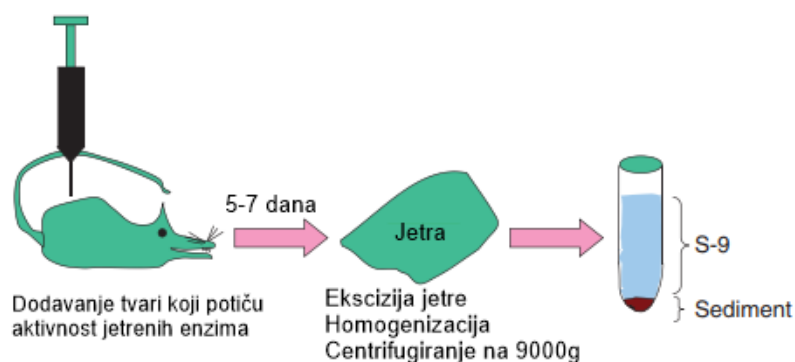 Dodavanje tvari koji potiču
aktivnost jetrenih enzima
5-7 dana
Jetra
Ekscizija jetre
Homogenizacija
Centrifugiranje na 9000g
S-9
Sediment